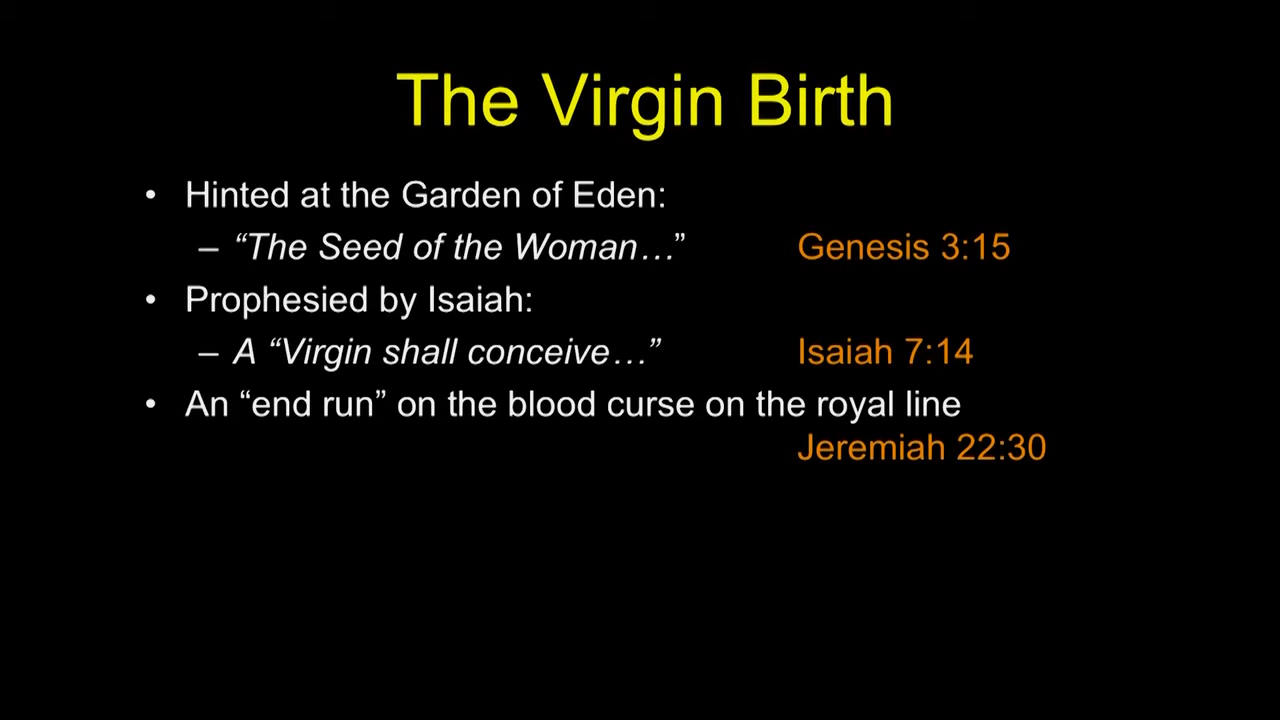 The Virgin Birth
• Hinted at the Garden of Eden:
– “The Seed of the Woman…” Genesis 3:15
• Prophesied by Isaiah:
– A “Virgin shall conceive…” Isaiah 7:14
• An “end run” on the blood curse on the royal line
Jeremiah 22:30